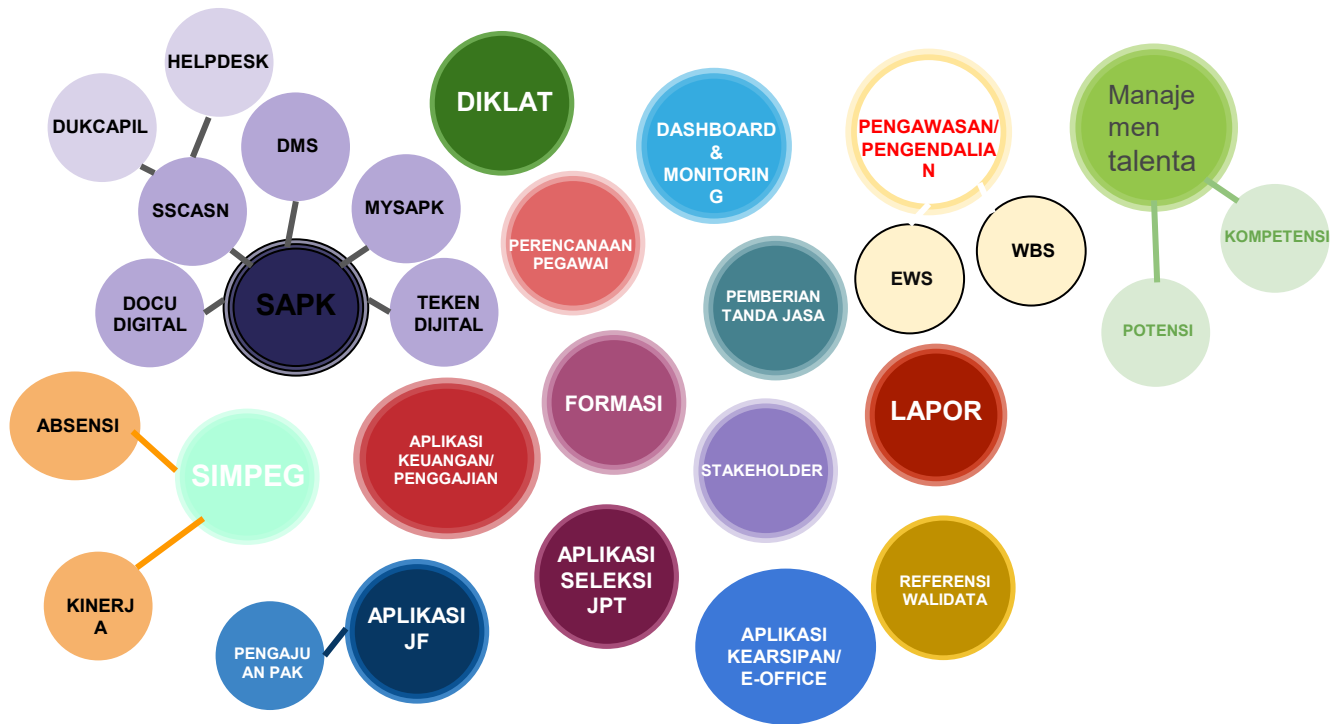 HELPDESK
DUKCAPIL
DMS
SSCASN
MYSAPK
DOCU
DIGITAL
SAPK
TEKEN
DIJITAL
DIKLAT
DASHBOARD
&
MONITORIN
G
PENGAWASAN/
PENGENDALIA
N
EWS
WBS
Manaje
men
talenta
KOMPETENSI
POTENSI
PERENCANAAN
PEGAWAI
PEMBERIAN
TANDA JASA
ABSENSI
SIMPEG
KINERJ
A
APLIKASI
KEUANGAN/
PENGGAJIAN
FORMASI
STAKEHOLDER
LAPOR
PENGAJU
AN PAK
APLIKASI
JF
APLIKASI
SELEKSI
JPT
APLIKASI
KEARSIPAN/
E-OFFICE
REFERENSI
WALIDATA